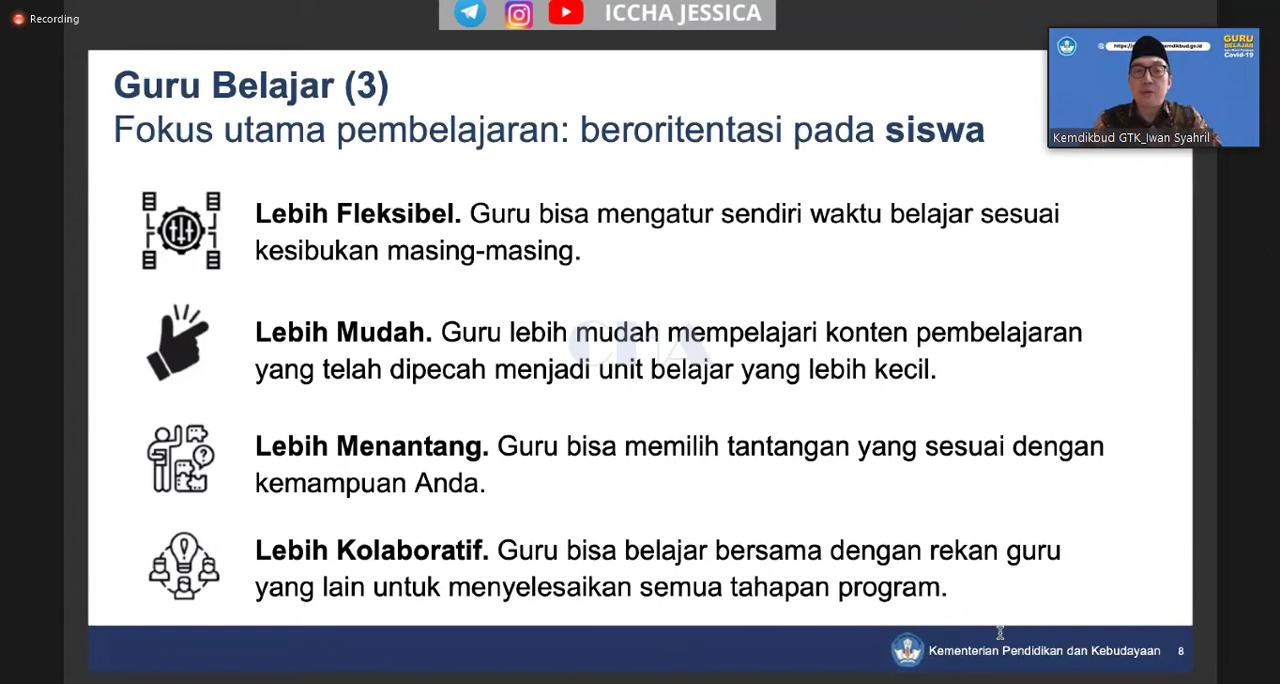 Recording
ICCHA JESSICA
Guru Belajar (3)
Fokus utama pembelajaran: beroritentasi pada siswa
GURU
BELAJAR
Covid-19
Kemdikbud GTK_Iwan Syahril
Lebih Fleksibel. Guru bisa mengatur sendiri waktu belajar sesuai
kesibukan masing-masing.
Lebih Mudah. Guru lebih mudah mempelajari konten pembelajaran
yang telah dipecah menjadi unit belajar yang lebih kecil.
Lebih Menantang. Guru bisa memilih tantangan yang sesuai dengan
kemampuan Anda.
Lebih Kolaboratif. Guru bisa belajar bersama dengan rekan guru
yang lain untuk menyelesaikan semua tahapan program.
Kementerian Pendidikan dan Kebudayaan 8